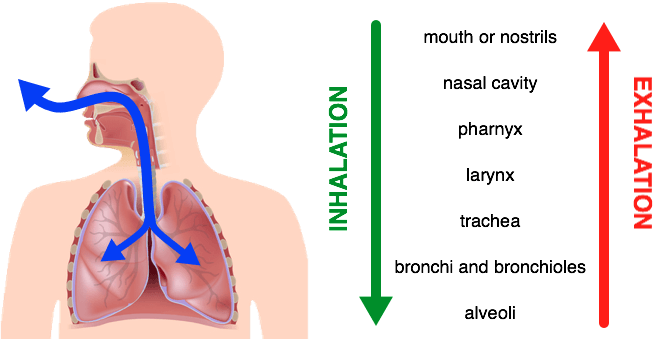 INHALATION
mouth or nostrils
nasal cavity
pharnyx
larynx
trachea
bronchi and bronchioles
alveoli
EXHALATION